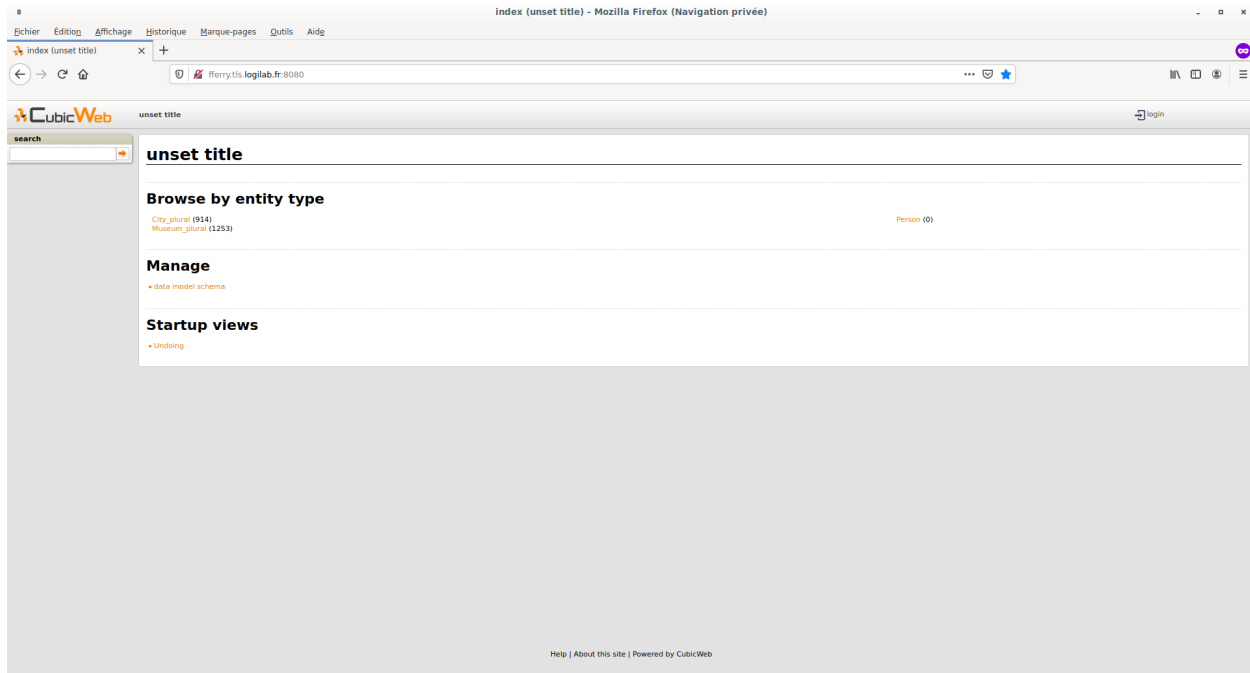 index (unset title) - Mozilla Firefox (Navigation privée)
Fichier Édition Affichage Historique Marque-pages Outils Aide
index (unset title)
fferry.tls.logilab.fr:8080
CubicWeb unset title login
search
unset title
Browse by entity type
City_plural (914) Person (0)
Museum_plural (1253)
Manage
data model schema
Startup views
Undoing
Help | About this site | Powered by CubicWeb